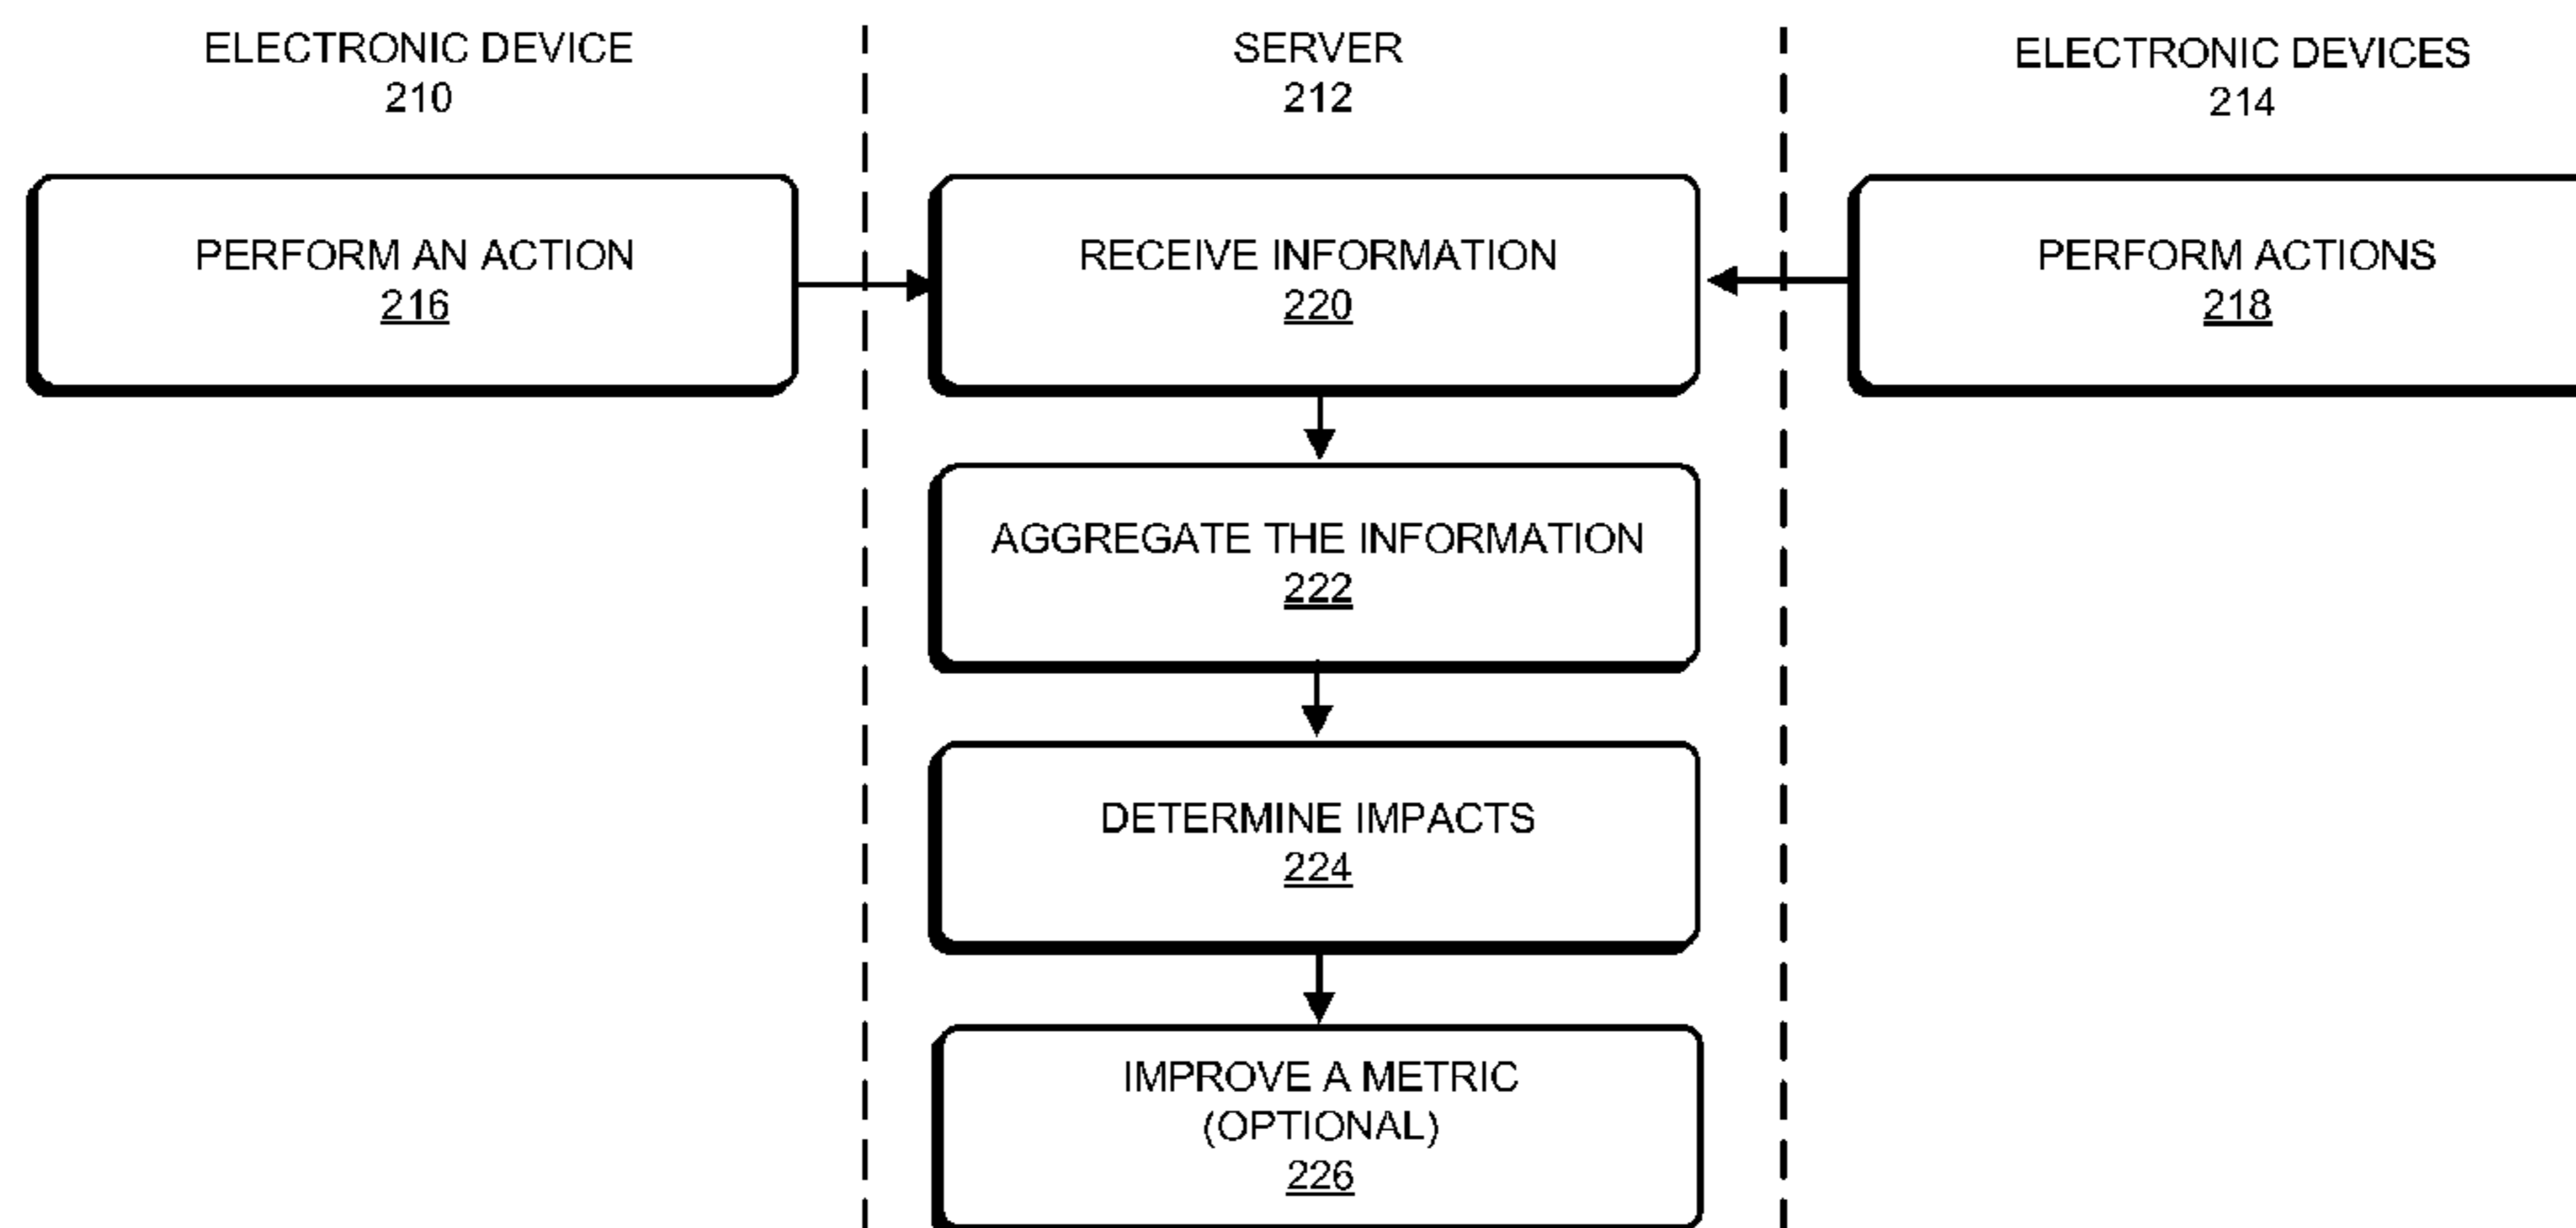 ELECTRONIC DEVICE
210
SERVER
212
ELECTRONIC DEVICES
214
PERFORM AN ACTION
216
RECEIVE INFORMATION
220
PERFORM ACTIONS
218
AGGREGATE THE INFORMATION
222
DETERMINE IMPACTS
224
IMPROVE A METRIC
(OPTIONAL)
226